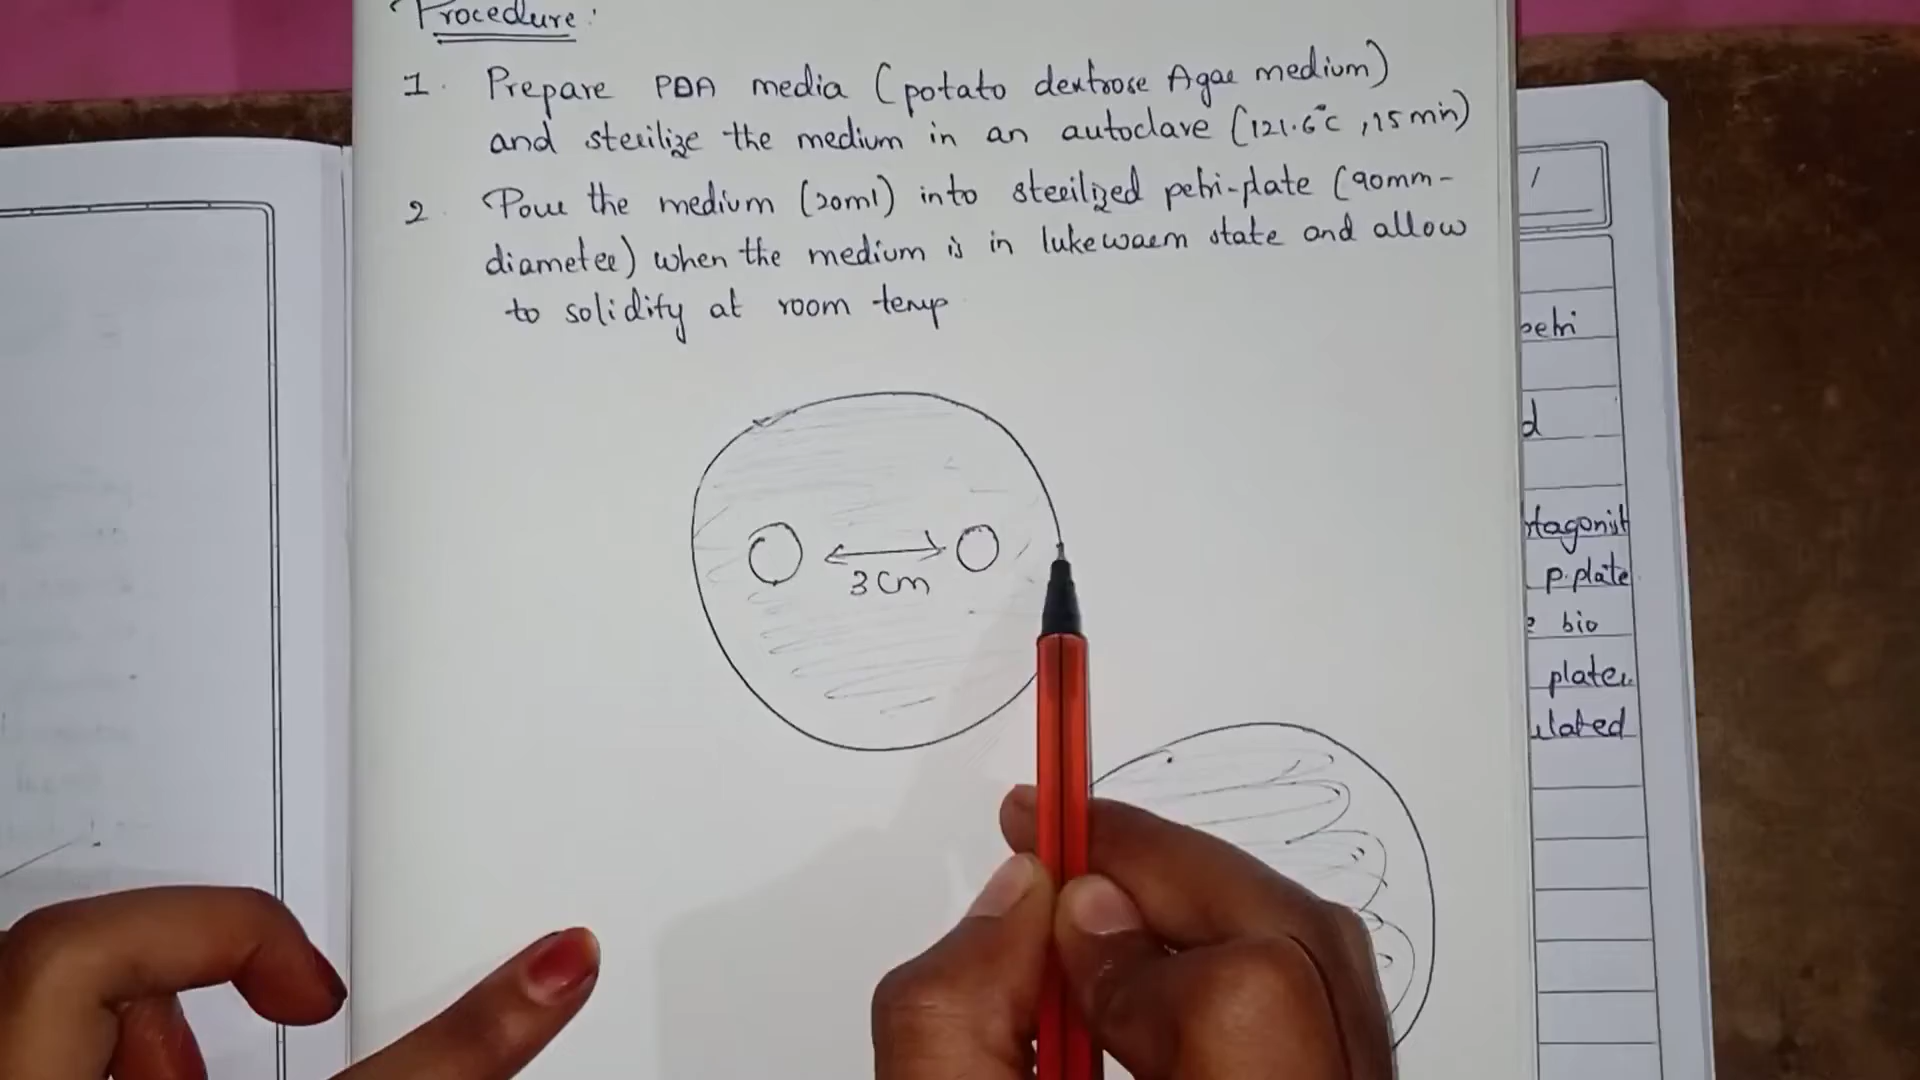 Procedure:
1. Prepare PDA media (potato dextrose Agar medium)
and sterilize the medium in an autoclave (121.6°c, 15 min)
2. Pour the medium (20ml) into sterilized petri-plate (90mm-
diameter) when the medium is in lukewarm state and allow
to solidify at room temp
3 cm
petri
d
p.plate
bio
plates